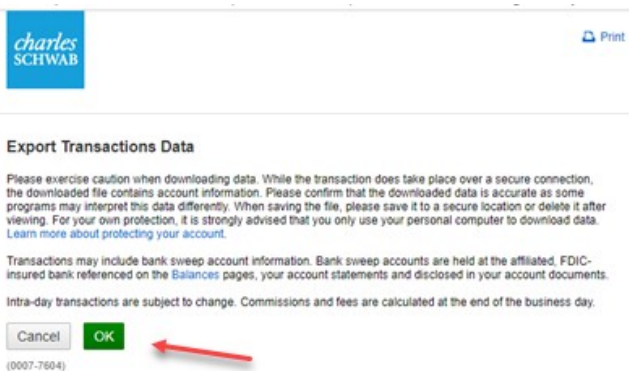 charles
SCHWAB
Print
Export Transactions Data
Please exercise caution when downloading data. While the transaction does take place over a secure connection,
the downloaded file contains account information. Please confirm that the downloaded data is accurate as some
programs may interpret this data differently. When saving the file, please save it to a secure location or delete it after
viewing. For your own protection, it is strongly advised that you only use your personal computer to download data.
Learn more about protecting your account.
Transactions may include bank sweep account information. Bank sweep accounts are held at the affiliated, FDIC-
insured bank referenced on the Balances pages, your account statements and disclosed in your account documents.
Intra-day transactions are subject to change. Commissions and fees are calculated at the end of the business day.
Cancel OK
(0007-7604)